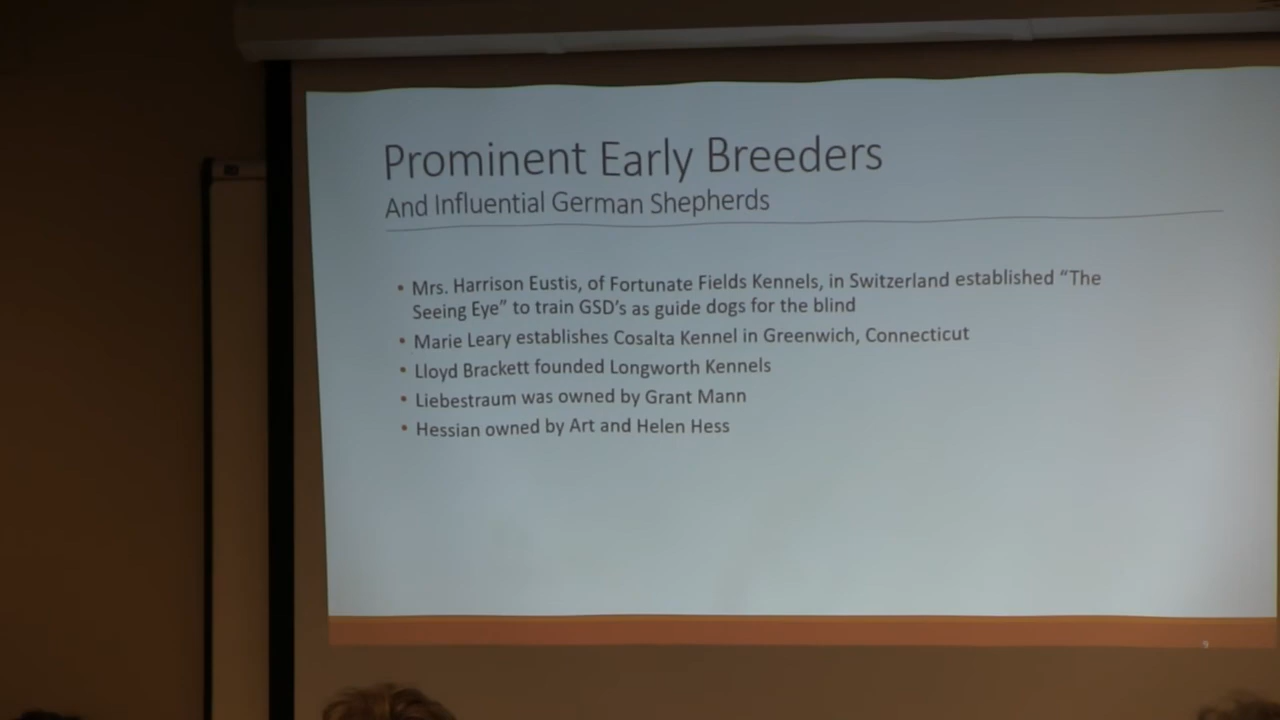 Prominent Early Breeders
And Influential German Shepherds
• Mrs. Harrison Eustis, of Fortunate Fields Kennels, in Switzerland established “The
Seeing Eye” to train GSD’s as guide dogs for the blind
• Marie Leary establishes Cosalta Kennel in Greenwich, Connecticut
• Lloyd Brackett founded Longworth Kennels
• Liebestraum was owned by Grant Mann
• Hessian owned by Art and Helen Hess